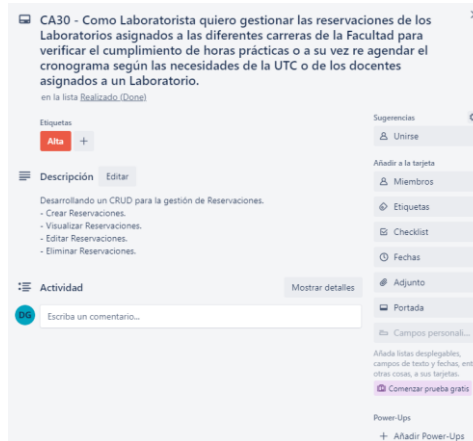 CA30 - Como Laboratorista quiero gestionar las reservaciones de los
Laboratorios asignados a las diferentes carreras de la Facultad para
verificar el cumplimiento de horas prácticas o a su vez re agendar el
cronograma según las necesidades de la UTC o de los docentes
asignados a un Laboratorio.
en la lista Realizado (Done)
Etiquetas
Alta +
Descripción Editar
Desarrollando un CRUD para la gestión de Reservaciones.
- Crear Reservaciones.
- Visualizar Reservaciones.
- Editar Reservaciones.
- Eliminar Reservaciones.
Actividad Mostrar detalles
DG Escriba un comentario...
Sugerencias
Unirse
Añadir a la tarjeta
Miembros
Etiquetas
Checklist
Fechas
Adjunto
Portada
Campos personali...
Añada listas desplegables,
campos de texto y fechas, ent
otras cosas, a sus tarjetas.
Comenzar prueba gratis
Power-Ups
+ Añadir Power-Ups